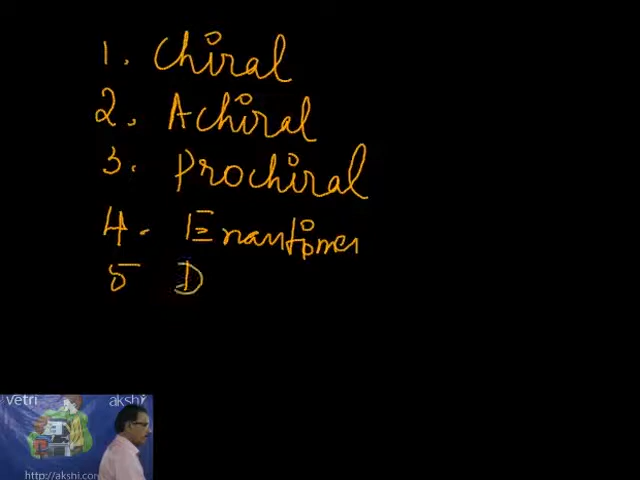 1. Chiral
2. Achiral
3. Prochiral
4. Enantiomer
5 D
vetri akshi
http://akshi.com